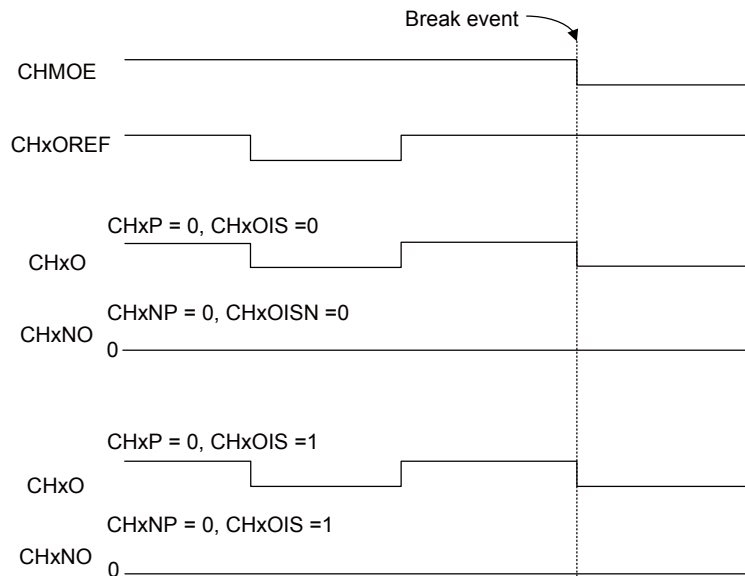 Break event
CHMOE
CHxOREF
CHxP = 0, CHxOIS =0
CHxO
CHxNP = 0, CHxOISN =0
CHxNO
0
CHxP = 0, CHxOIS =1
CHxO
CHxNP = 0, CHxOIS =1
CHxNO
0